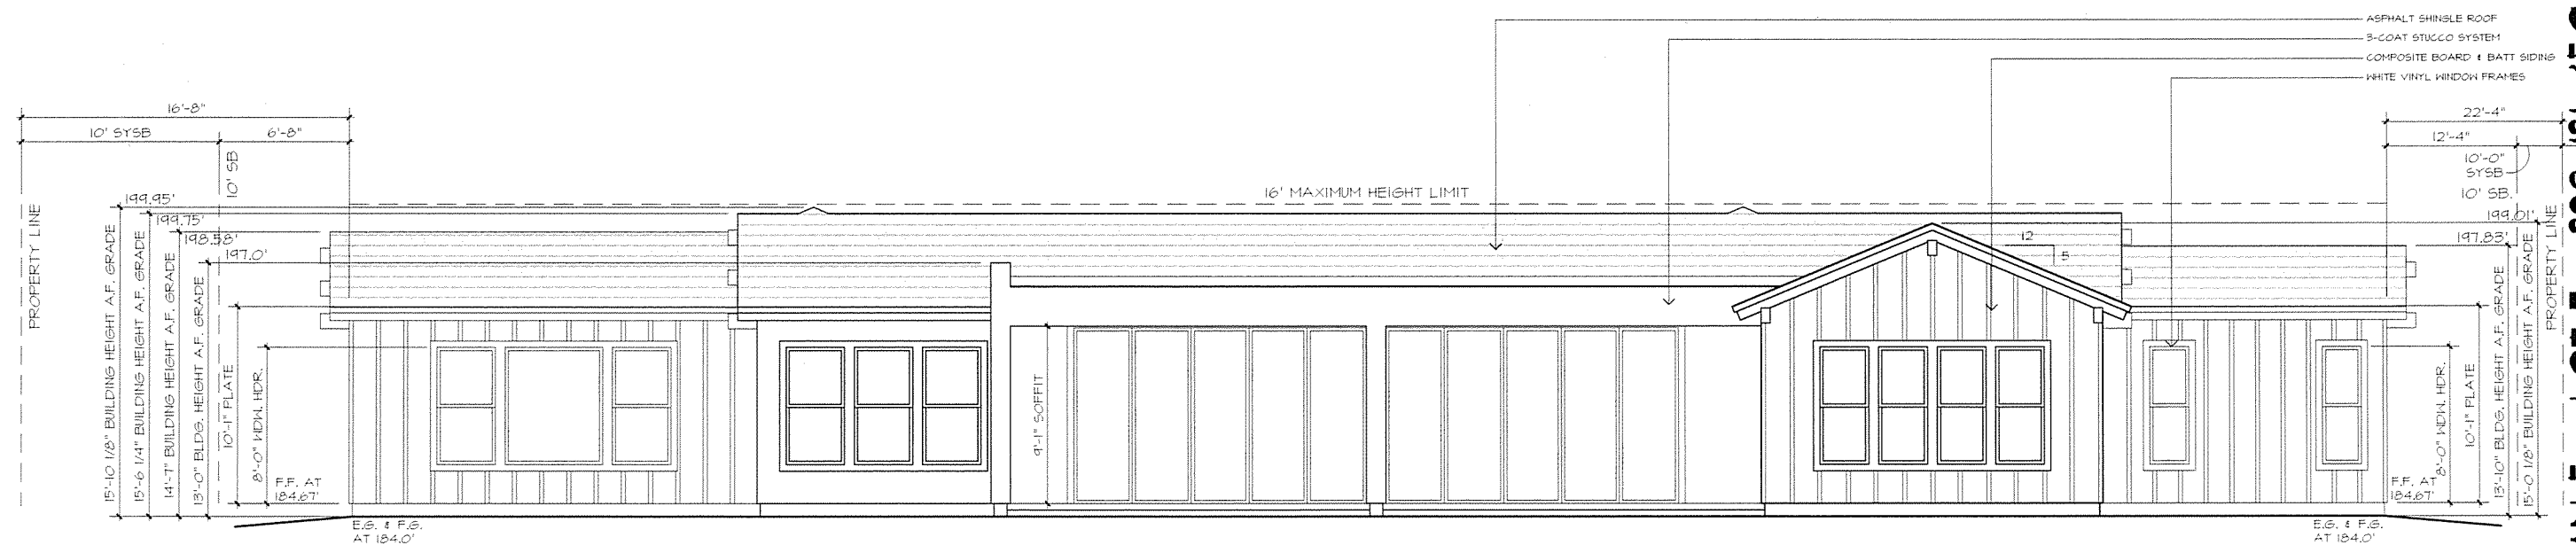 ASPHALT SHINGLE ROOF
3-COAT STUCCO SYSTEM
COMPOSITE BOARD & BATT SIDING
WHITE VINYL WINDOW FRAMES
16'-8"
10' SYSB
6'-8"
10' SB
22'-4"
12'-4"
10'-0"
SYSB
10' SB.
16' MAXIMUM HEIGHT LIMIT
199.95'
199.75'
198.58'
197.0'
199.01'
197.83'
12
5
PROPERTY LINE
15'-10 1/8" BUILDING HEIGHT A.F. GRADE
15'-6 1/4" BUILDING HEIGHT A.F. GRADE
14'-7" BUILDING HEIGHT A.F. GRADE
13'-0" BLDG. HEIGHT A.F. GRADE
10'-1" PLATE
8'-0" WDW. HDR.
F.F. AT
184.67'
9'-1" SOFFIT
8'-0" WDW. HDR.
10'-1" PLATE
13'-10" BLDG. HEIGHT A.F. GRADE
15'-0 1/8" BUILDING HEIGHT A.F. GRADE
PROPERTY LINE
F.F. AT
184.67'
E.G. & F.G.
AT 184.0'
E.G. & F.G.
AT 184.0'